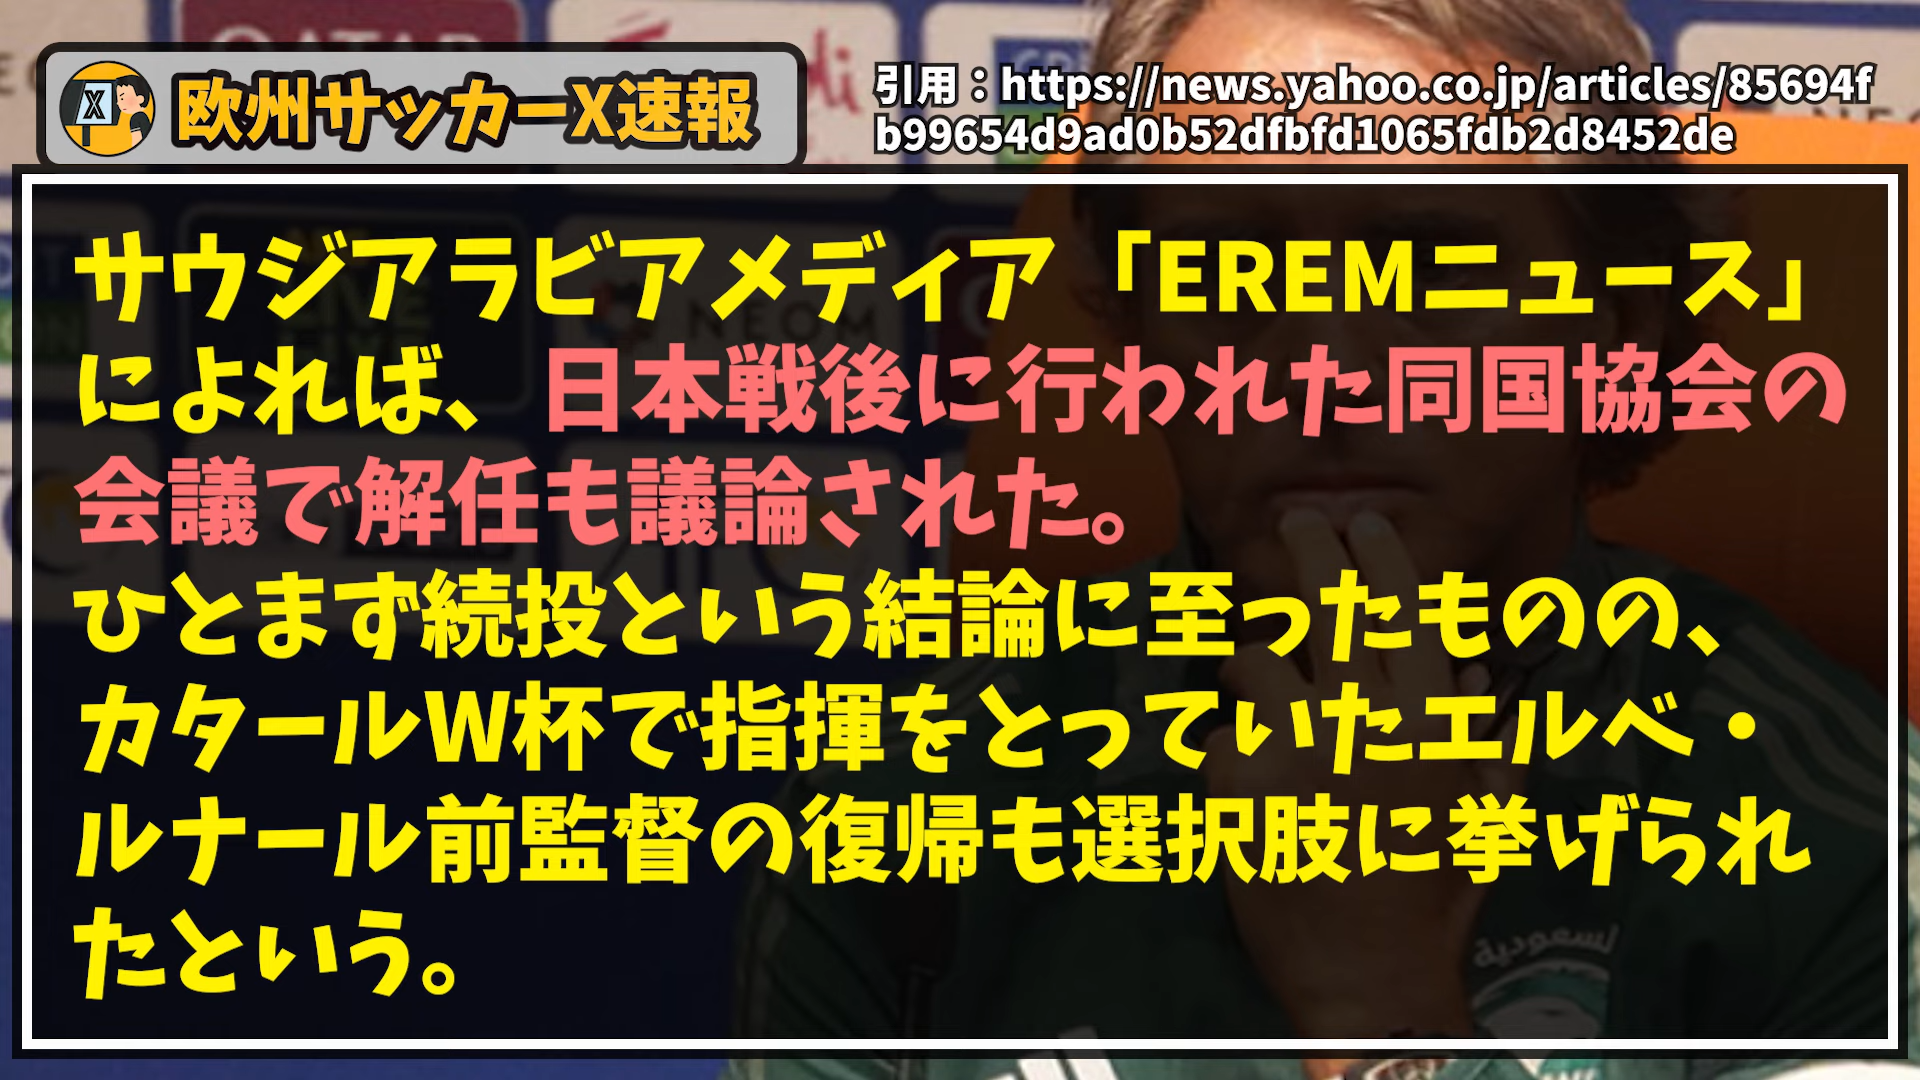 欧州サッカーX速報
引用：https://news.yahoo.co.jp/articles/85694f
b99654d9ad0b52dfbfd1065fdb2d8452de
サウジアラビアメディア「EREMニュース」
によれば、日本戦後に行われた同国協会の
会議で解任も議論された。
ひとまず続投という結論に至ったものの、
カタールW杯で指揮をとっていたエルベ・
ルナール前監督の復帰も選択肢に挙げられ
たという。
NEOM
السعودية